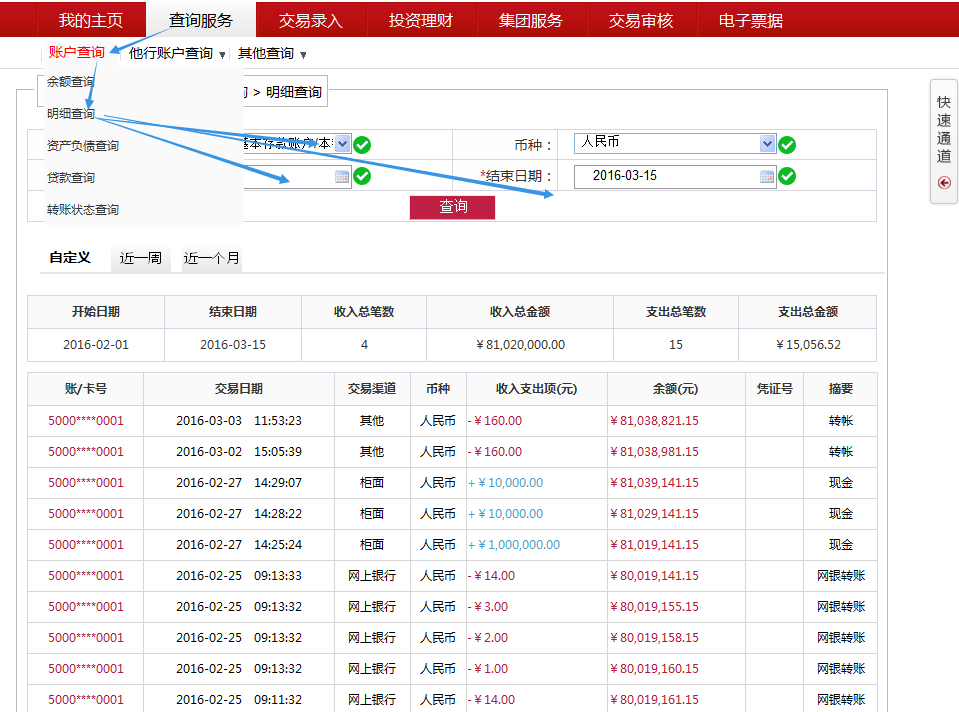 我的主页 查询服务 交易录入 投资理财 集团服务 交易审核 电子票据
账户查询 他行账户查询 其他查询
余额查询
> 明细查询
明细查询
资产负债查询
贷款查询
转账状态查询
币种： 人民币
*结束日期： 2016-03-15
查询
快速通道
自定义 近一周 近一个月
开始日期 结束日期 收入总笔数 收入总金额 支出总笔数 支出总金额
2016-02-01 2016-03-15 4 ￥81,020,000.00 15 ￥15,056.52
账/卡号 交易日期 交易渠道 币种 收入支出项(元) 余额(元) 凭证号 摘要
5000****0001 2016-03-03 11:53:23 其他 人民币 -￥160.00 ￥81,038,821.15 转帐
5000****0001 2016-03-02 15:05:39 其他 人民币 -￥160.00 ￥81,038,981.15 转帐
5000****0001 2016-02-27 14:29:07 柜面 人民币 +￥10,000.00 ￥81,039,141.15 现金
5000****0001 2016-02-27 14:28:22 柜面 人民币 +￥10,000.00 ￥81,029,141.15 现金
5000****0001 2016-02-27 14:25:24 柜面 人民币 +￥1,000,000.00 ￥81,019,141.15 现金
5000****0001 2016-02-25 09:13:33 网上银行 人民币 -￥14.00 ￥80,019,141.15 网银转账
5000****0001 2016-02-25 09:13:32 网上银行 人民币 -￥3.00 ￥80,019,155.15 网银转账
5000****0001 2016-02-25 09:13:32 网上银行 人民币 -￥2.00 ￥80,019,158.15 网银转账
5000****0001 2016-02-25 09:13:32 网上银行 人民币 -￥1.00 ￥80,019,160.15 网银转账
5000****0001 2016-02-25 09:11:32 网上银行 人民币 -￥14.00 ￥80,019,161.15 网银转账